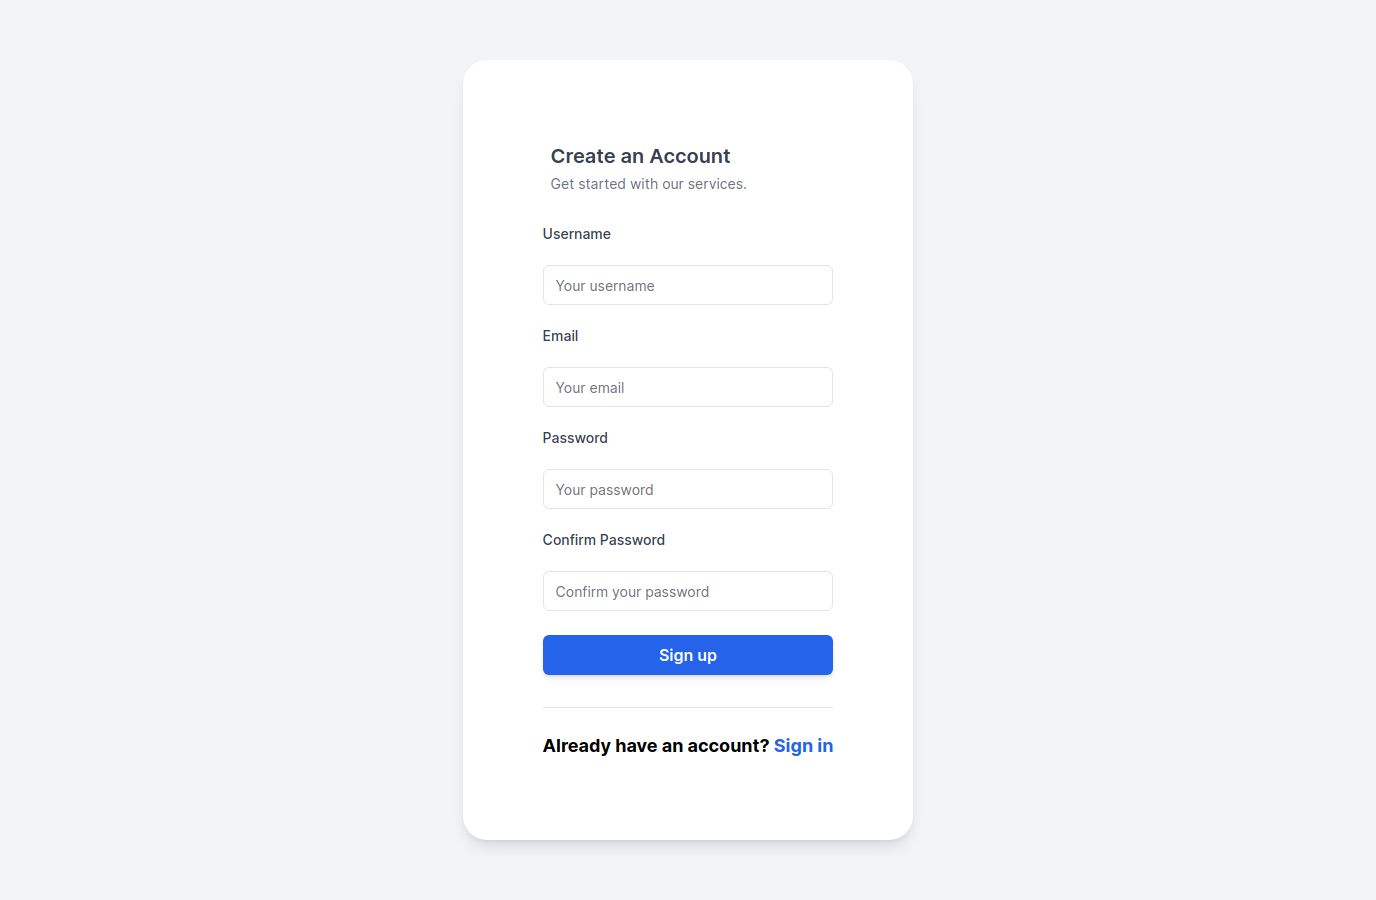 Create an Account
Get started with our services.
Username
Your username
Email
Your email
Password
Your password
Confirm Password
Confirm your password
Sign up
Already have an account? Sign in